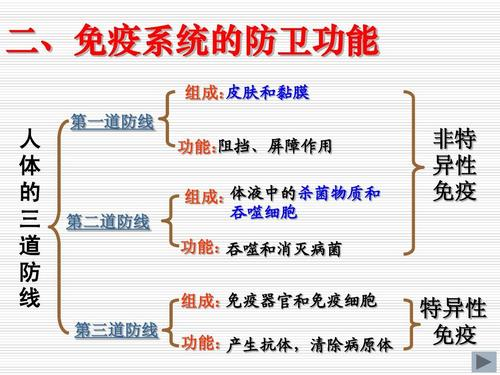 二、免疫系统的防卫功能
人体的三道防线
第一道防线
组成：皮肤和黏膜
功能：阻挡、屏障作用
第二道防线
组成：体液中的杀菌物质和
吞噬细胞
功能：吞噬和消灭病菌
非特
异性
免疫
第三道防线
组成：免疫器官和免疫细胞
功能：产生抗体，清除病原体
特异性
免疫